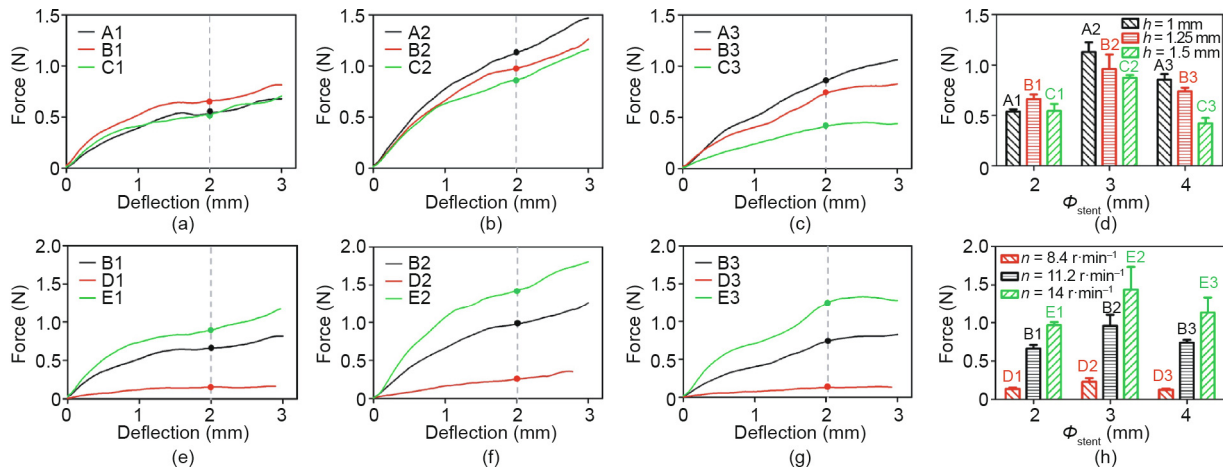 1.5
1.0
0.5
0
Force (N)
A1
B1
C1
0 1 2 3
Deflection (mm)
(a)
1.5
1.0
0.5
0
Force (N)
A2
B2
C2
0 1 2 3
Deflection (mm)
(b)
1.5
1.0
0.5
0
Force (N)
A3
B3
C3
0 1 2 3
Deflection (mm)
(c)
1.5
1.0
0.5
0
Force (N)
h = 1 mm
h = 1.25 mm
h = 1.5 mm
A1 B1 C1
A2 B2 C2
A3 B3 C3
2 3 4
Φstent (mm)
(d)
2.0
1.5
1.0
0.5
0
Force (N)
B1
D1
E1
0 1 2 3
Deflection (mm)
(e)
2.0
1.5
1.0
0.5
0
Force (N)
B2
D2
E2
0 1 2 3
Deflection (mm)
(f)
2.0
1.5
1.0
0.5
0
Force (N)
B3
D3
E3
0 1 2 3
Deflection (mm)
(g)
2.0
1.5
1.0
0.5
0
Force (N)
n = 8.4 r·min⁻¹
n = 11.2 r·min⁻¹
n = 14 r·min⁻¹
D1 B1 E1
D2 B2 E2
D3 B3 E3
2 3 4
Φstent (mm)
(h)